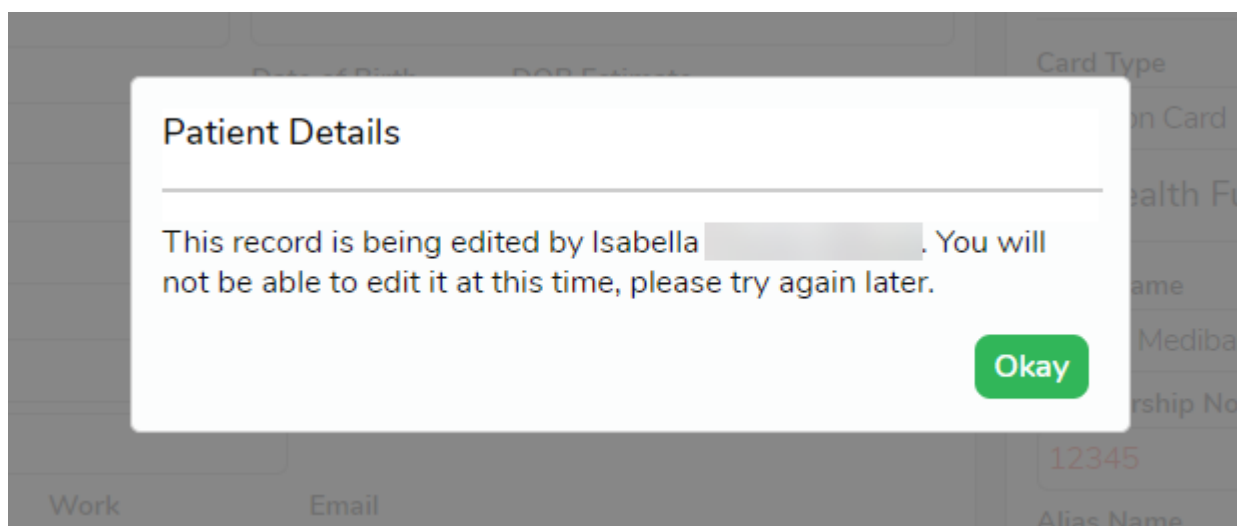 Date of Birth DOB Estimate
Card Type
Card
Patient Details
This record is being edited by Isabella . You will
not be able to edit it at this time, please try again later.
Okay
12345
Work Email
Alias Name